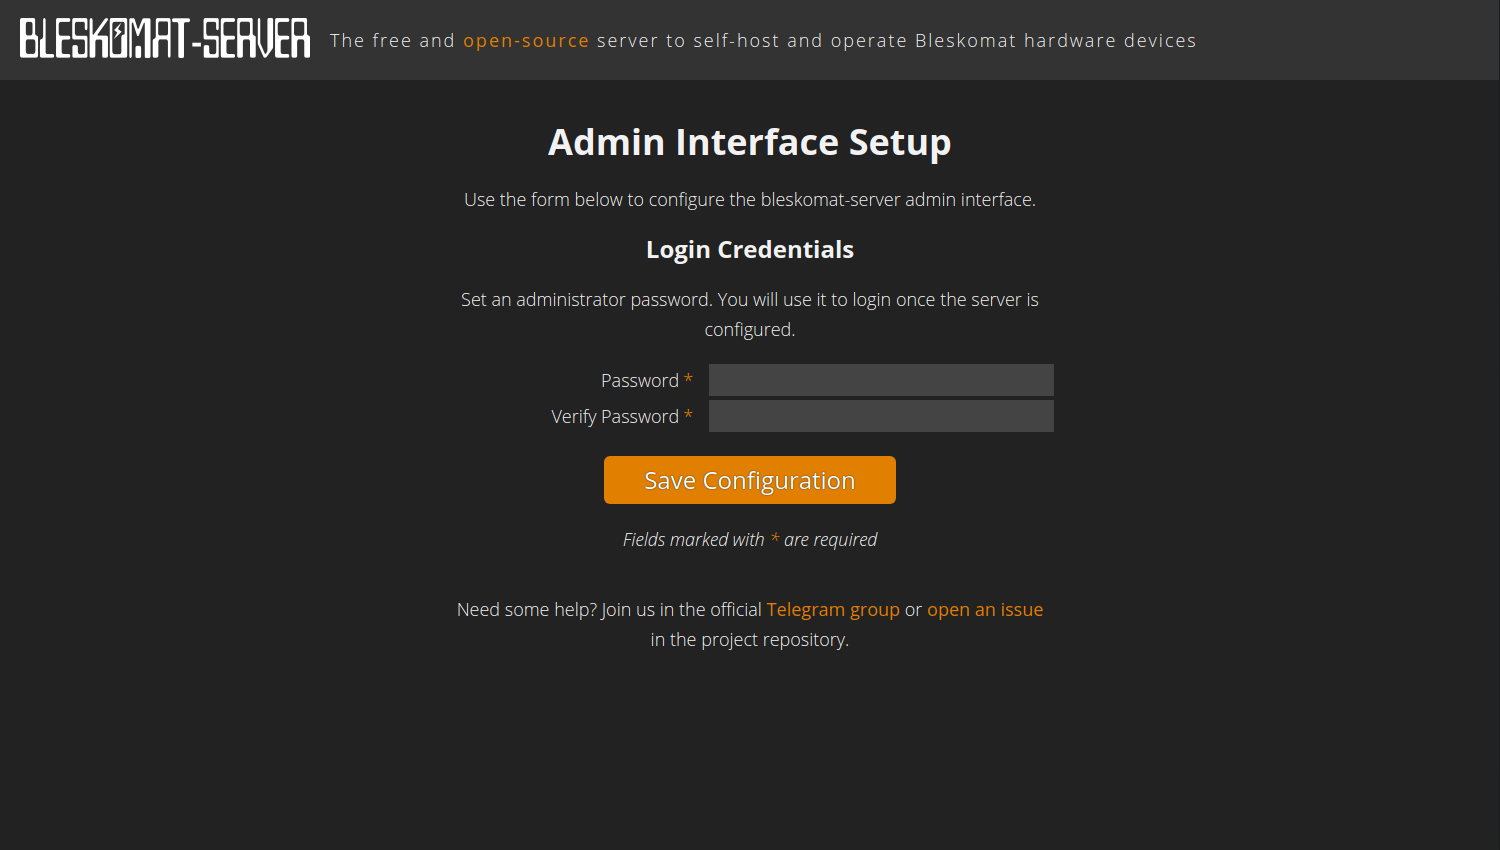 BLESKOMAT-SERVER
The free and open-source server to self-host and operate Bleskomat hardware devices
Admin Interface Setup
Use the form below to configure the bleskomat-server admin interface.
Login Credentials
Set an administrator password. You will use it to login once the server is
configured.
Password *
Verify Password *
Save Configuration
Fields marked with * are required
Need some help? Join us in the official Telegram group or open an issue
in the project repository.